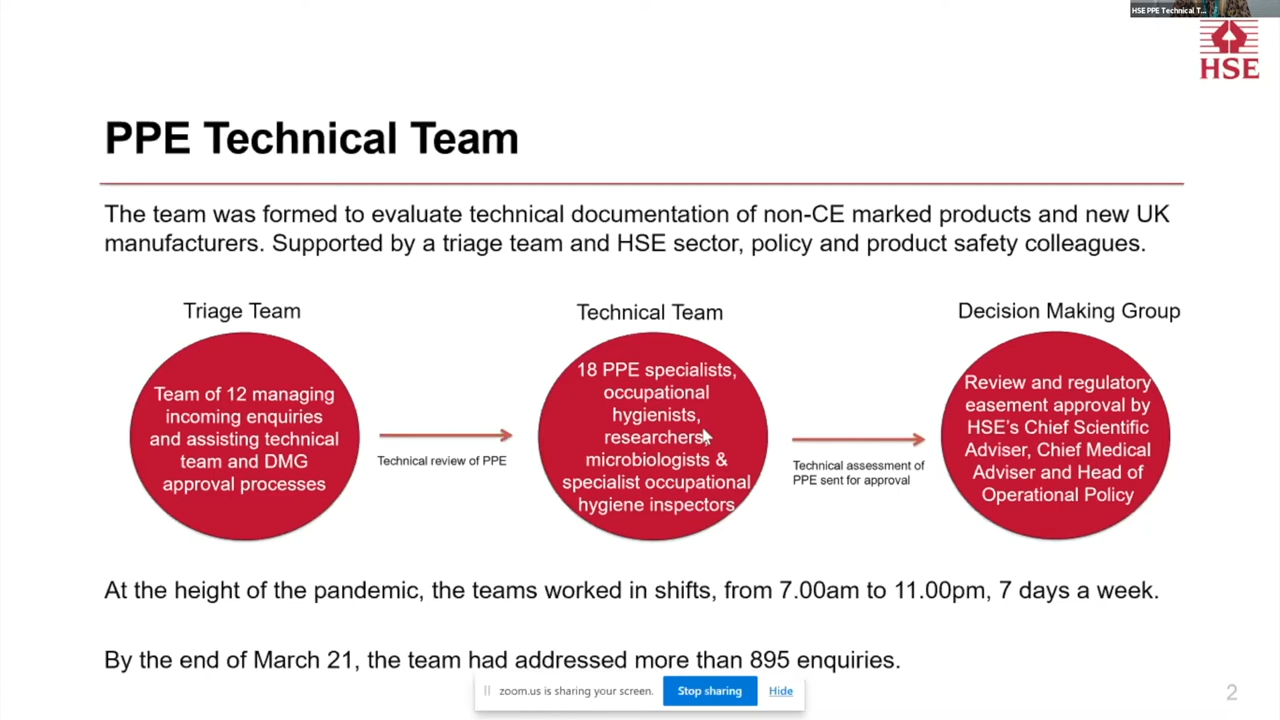 HSE PPE Technical T...
HSE
PPE Technical Team
The team was formed to evaluate technical documentation of non-CE marked products and new UK
manufacturers. Supported by a triage team and HSE sector, policy and product safety colleagues.
Triage Team
Team of 12 managing
incoming enquiries
and assisting technical
team and DMG
approval processes
Technical review of PPE
Technical Team
18 PPE specialists,
occupational
hygienists,
researchers,
microbiologists &
specialist occupational
hygiene inspectors
Technical assessment of
PPE sent for approval
Decision Making Group
Review and regulatory
easement approval by
HSE's Chief Scientific
Adviser, Chief Medical
Adviser and Head of
Operational Policy
At the height of the pandemic, the teams worked in shifts, from 7.00am to 11.00pm, 7 days a week.
By the end of March 21, the team had addressed more than 895 enquiries.
zoom.us is sharing your screen.
Stop sharing
Hide
2